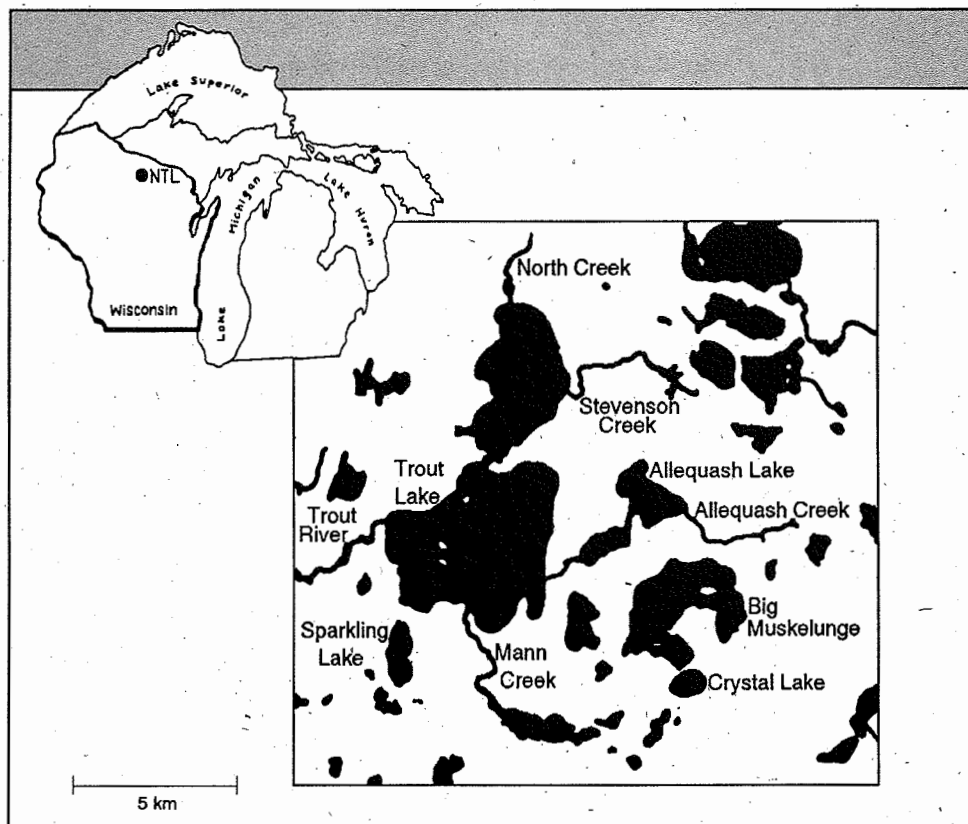 Lake Superior
NTL
Michigan
Lake Huron
Wisconsin
Lake
North Creek
Stevenson
Creek
Trout
Lake
Allequash Lake
Trout
River
Allequash Creek
Sparkling
Lake
Mann
Creek
Big
Muskelunge
Crystal Lake
5 km